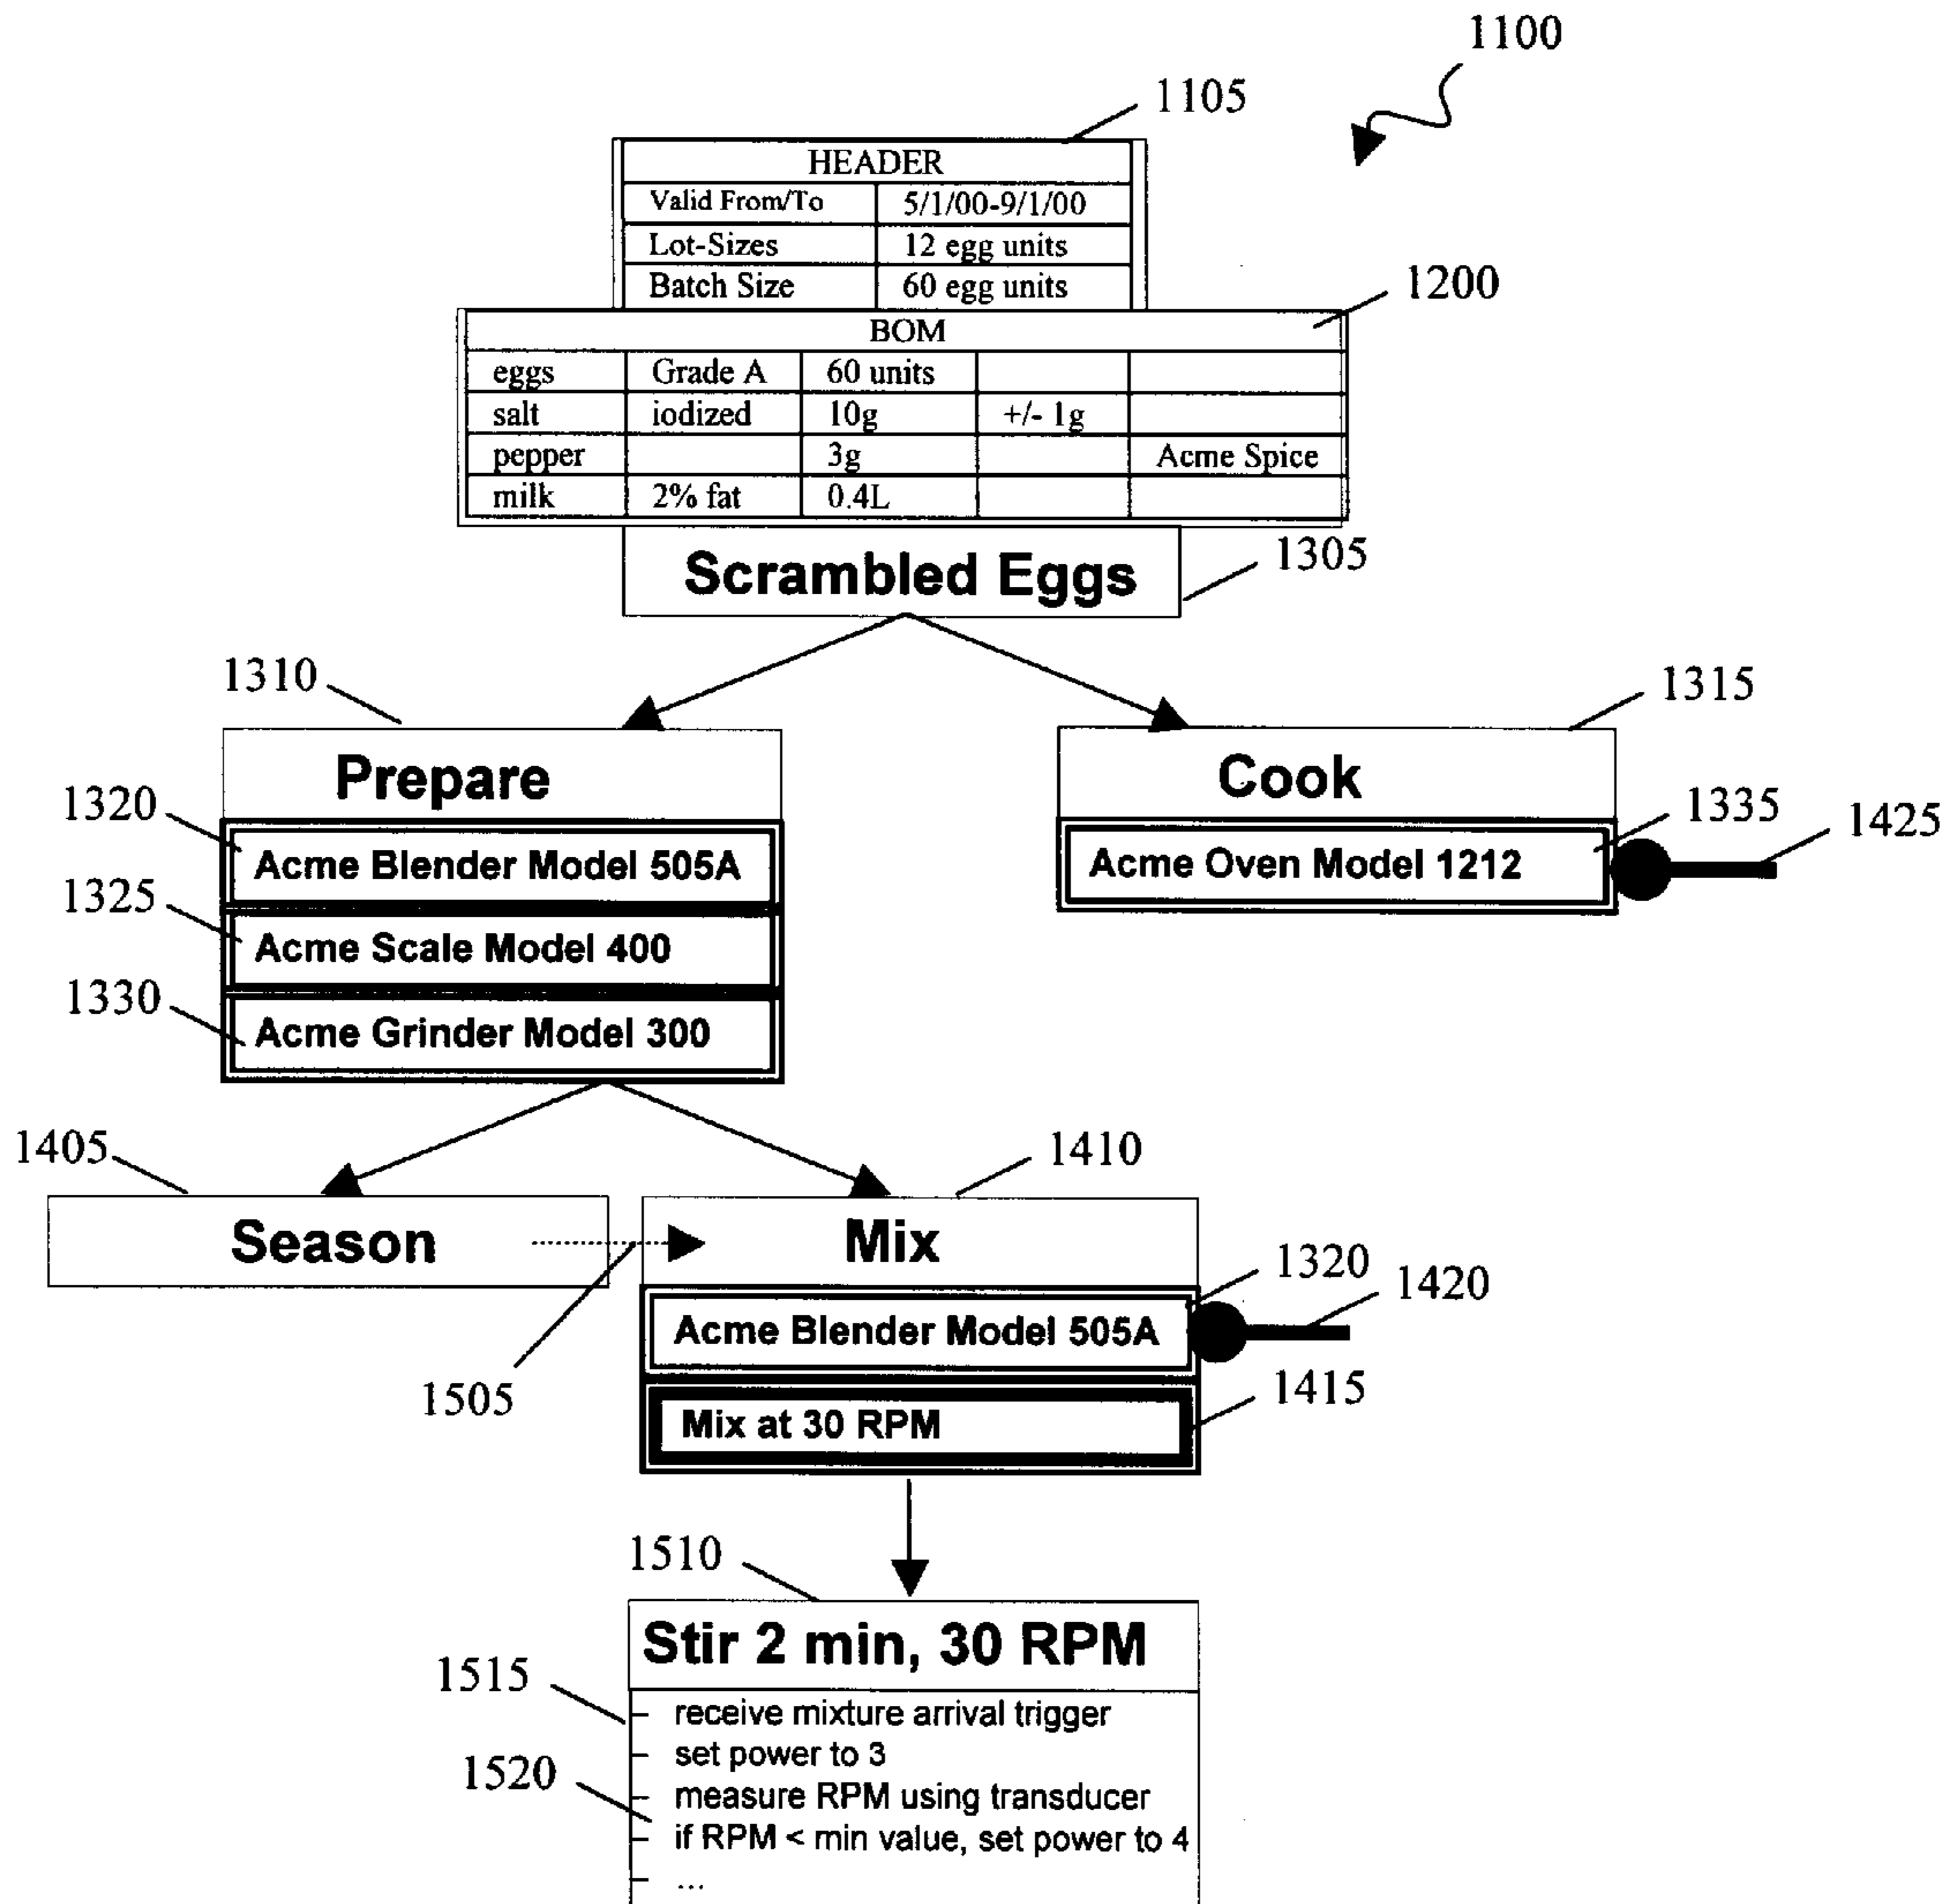 1100
1105
HEADER
Valid From/To 5/1/00-9/1/00
Lot-Sizes 12 egg units
Batch Size 60 egg units
1200
BOM
eggs Grade A 60 units
salt iodized 10g +/- 1g
pepper 3g Acme Spice
milk 2% fat 0.4L
Scrambled Eggs
1305
1310
1315
Prepare
Cook
1320
1335
1425
Acme Blender Model 505A
Acme Oven Model 1212
1325
Acme Scale Model 400
1330
Acme Grinder Model 300
1405
1410
Season
Mix
1320
1420
Acme Blender Model 505A
1505
1415
Mix at 30 RPM
1510
Stir 2 min, 30 RPM
1515
receive mixture arrival trigger
set power to 3
1520
measure RPM using transducer
if RPM < min value, set power to 4
...